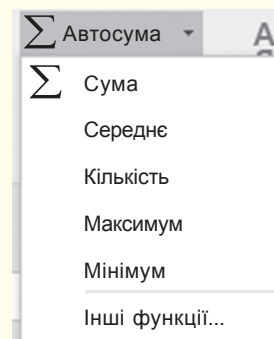 ∑ Автосума
∑ Сума
Середнє
Кількість
Максимум
Мінімум
Інші функції...